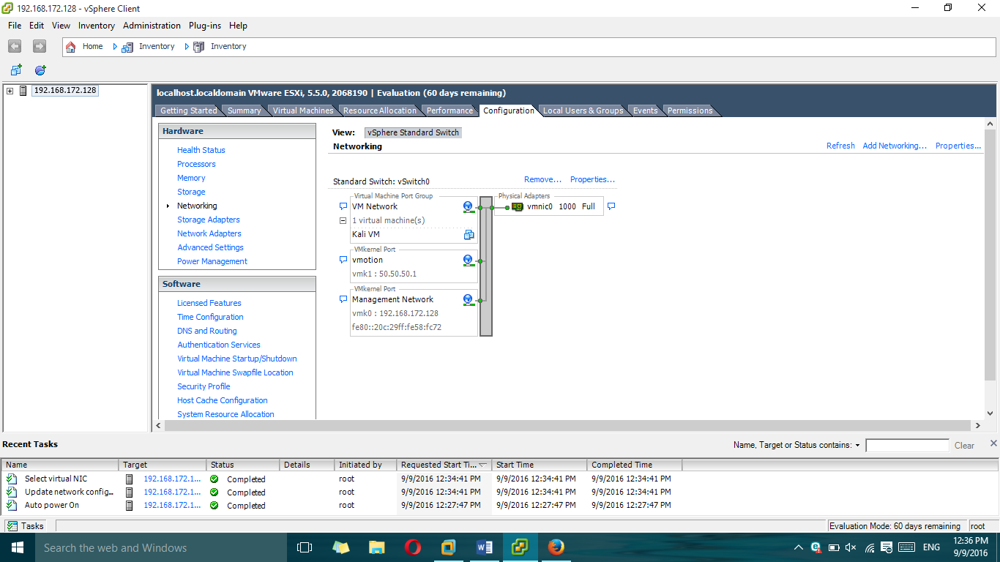 192.168.172.128 - vSphere Client
File Edit View Inventory Administration Plug-ins Help
Home Inventory Inventory
192.168.172.128
localhost.localdomain VMware ESXi, 5.5.0, 2068190 | Evaluation (60 days remaining)
Getting Started Summary Virtual Machines Resource Allocation Performance Configuration Local Users & Groups Events Permissions
Hardware
Health Status
Processors
Memory
Storage
Networking
Storage Adapters
Network Adapters
Advanced Settings
Power Management
Software
Licensed Features
Time Configuration
DNS and Routing
Authentication Services
Virtual Machine Startup/Shutdown
Virtual Machine Swapfile Location
Security Profile
Host Cache Configuration
System Resource Allocation
View: vSphere Standard Switch
Networking
Refresh Add Networking... Properties...
Standard Switch: vSwitch0 Remove... Properties...
Virtual Machine Port Group
VM Network
1 virtual machine(s)
Kali VM
Physical Adapters
vmnic0 1000 Full
VMkernel Port
vmotion
vmk1 : 50.50.50.1
VMkernel Port
Management Network
vmk0 : 192.168.172.128
fe80::20c:29ff:fe58:fc72
Recent Tasks
Name, Target or Status contains: Clear
Name Target Status Details Initiated by Requested Start Ti... Start Time Completed Time
Select virtual NIC 192.168.172.1... Completed root 9/9/2016 12:34:41 PM 9/9/2016 12:34:41 PM 9/9/2016 12:34:41 PM
Update network config... 192.168.172.1... Completed root 9/9/2016 12:34:41 PM 9/9/2016 12:34:41 PM 9/9/2016 12:34:41 PM
Auto power On 192.168.172.1... Completed root 9/9/2016 12:27:47 PM 9/9/2016 12:27:47 PM 9/9/2016 12:27:47 PM
Tasks Evaluation Mode: 60 days remaining root
Search the web and Windows
ENG
12:36 PM
9/9/2016